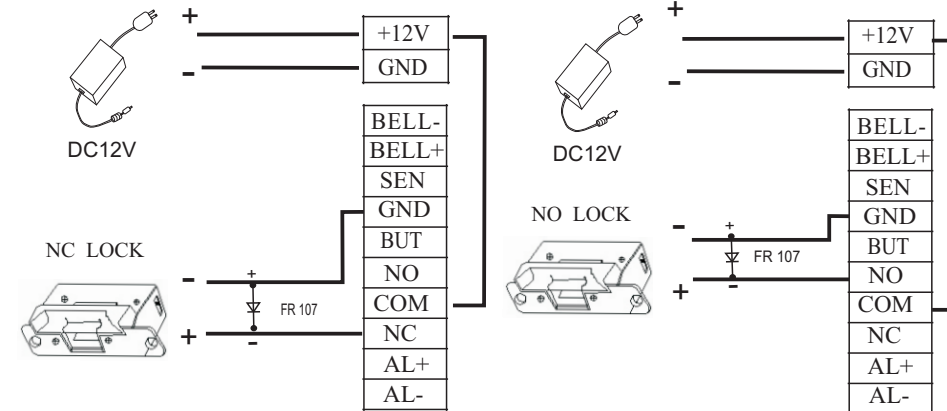 +
-
DC12V
+12V
GND
BELL-
BELL+
SEN
GND
BUT
NO
COM
NC
AL+
AL-
NC LOCK
-
+
+
FR 107
-
+
-
DC12V
+12V
GND
BELL-
BELL+
SEN
GND
BUT
NO
COM
NC
AL+
AL-
NO LOCK
-
+
+
FR 107
-